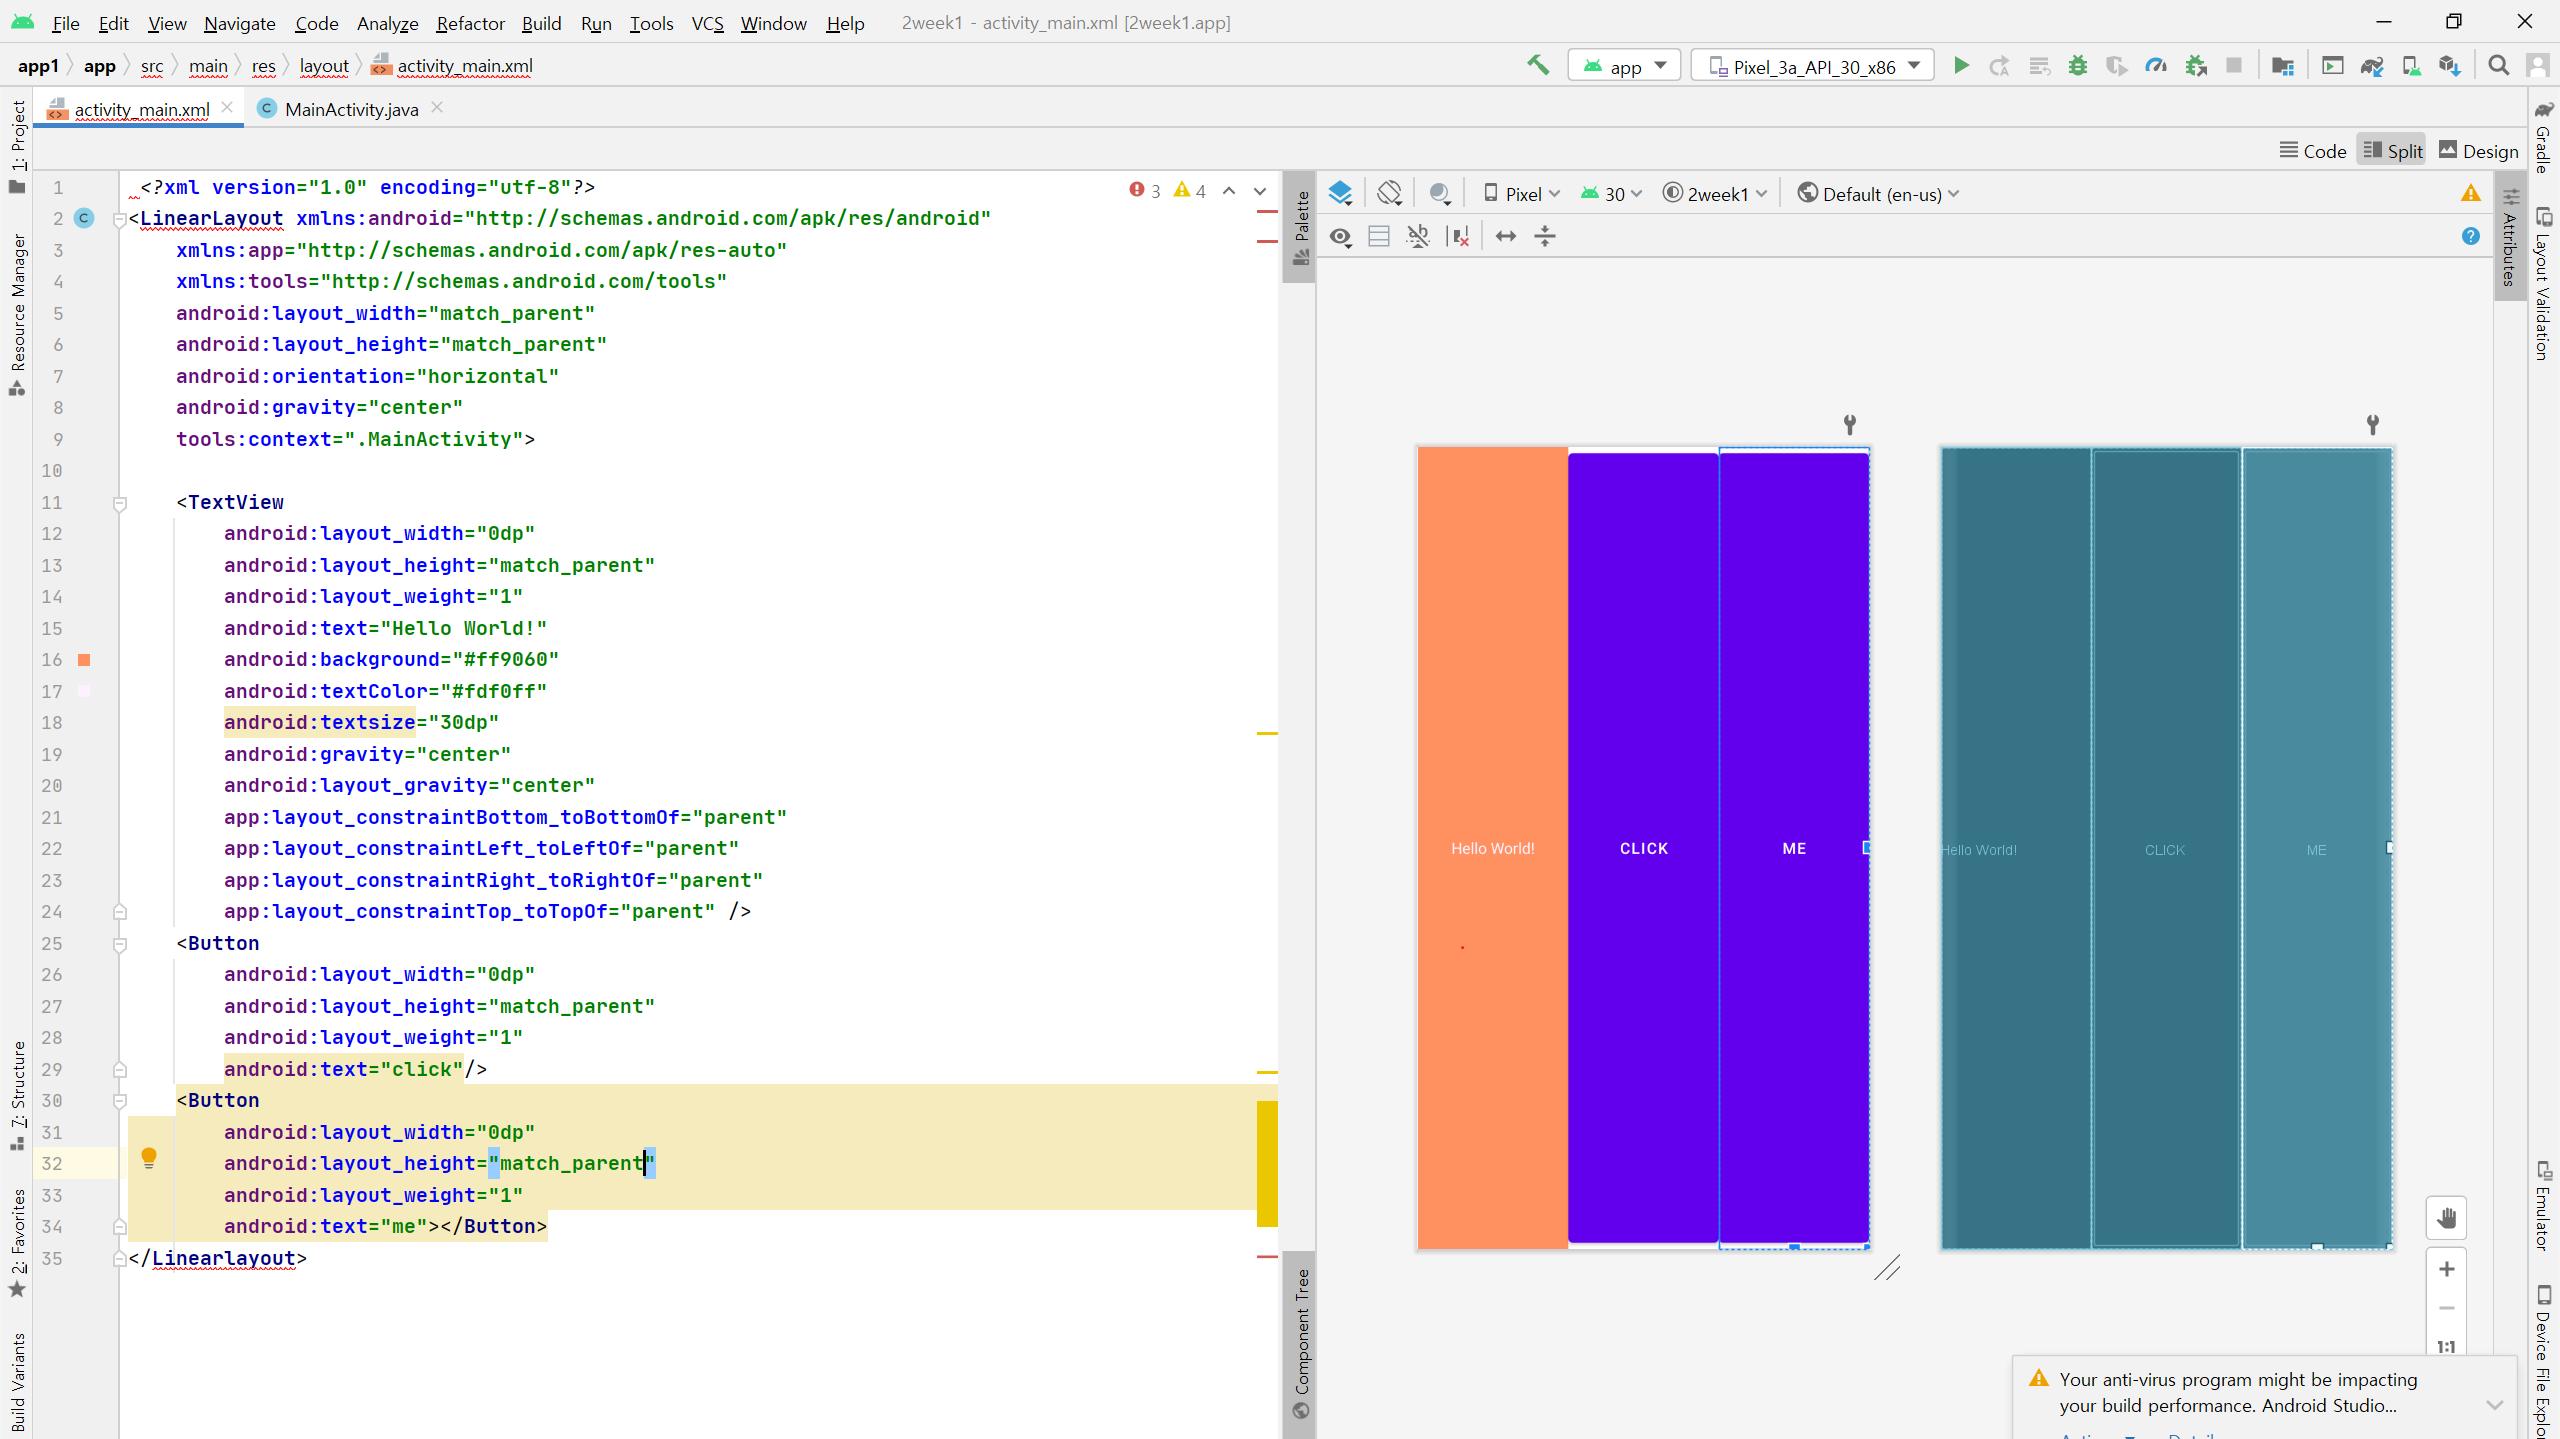 File Edit View Navigate Code Analyze Refactor Build Run Tools VCS Window Help 2week1 - activity_main.xml [2week1.app]
app1 app src main res layout activity_main.xml app Pixel_3a_API_30_x86
activity_main.xml MainActivity.java
Code Split Design
1: Project
Resource Manager
7: Structure
2: Favorites
Build Variants
3 4
1 <?xml version="1.0" encoding="utf-8"?>
2 <LinearLayout xmlns:android="http://schemas.android.com/apk/res/android"
3 xmlns:app="http://schemas.android.com/apk/res-auto"
4 xmlns:tools="http://schemas.android.com/tools"
5 android:layout_width="match_parent"
6 android:layout_height="match_parent"
7 android:orientation="horizontal"
8 android:gravity="center"
9 tools:context=".MainActivity">
10
11 <TextView
12 android:layout_width="0dp"
13 android:layout_height="match_parent"
14 android:layout_weight="1"
15 android:text="Hello World!"
16 android:background="#ff9060"
17 android:textColor="#fdf0ff"
18 android:textsize="30dp"
19 android:gravity="center"
20 android:layout_gravity="center"
21 app:layout_constraintBottom_toBottomOf="parent"
22 app:layout_constraintLeft_toLeftOf="parent"
23 app:layout_constraintRight_toRightOf="parent"
24 app:layout_constraintTop_toTopOf="parent" />
25 <Button
26 android:layout_width="0dp"
27 android:layout_height="match_parent"
28 android:layout_weight="1"
29 android:text="click"/>
30 <Button
31 android:layout_width="0dp"
32 android:layout_height="match_parent"
33 android:layout_weight="1"
34 android:text="me"></Button>
35 </Linearlayout>
Palette
Component Tree
Pixel 30 2week1 Default (en-us)
Hello World! CLICK ME
Hello World! CLICK ME
1:1
Your anti-virus program might be impacting
your build performance. Android Studio...
Attributes
Gradle
Layout Validation
Emulator
Device File Explo